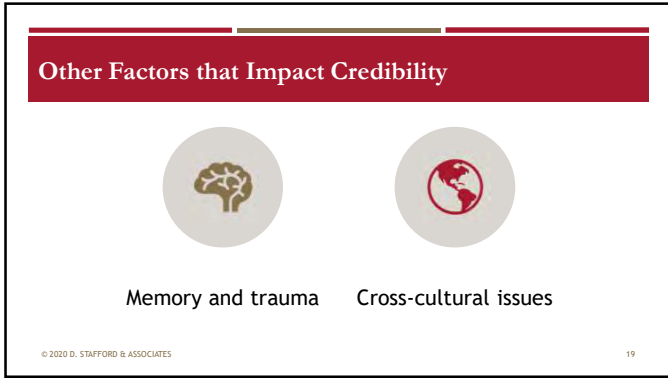 Other Factors that Impact Credibility
Memory and trauma
Cross-cultural issues
© 2020 D. STAFFORD & ASSOCIATES
19